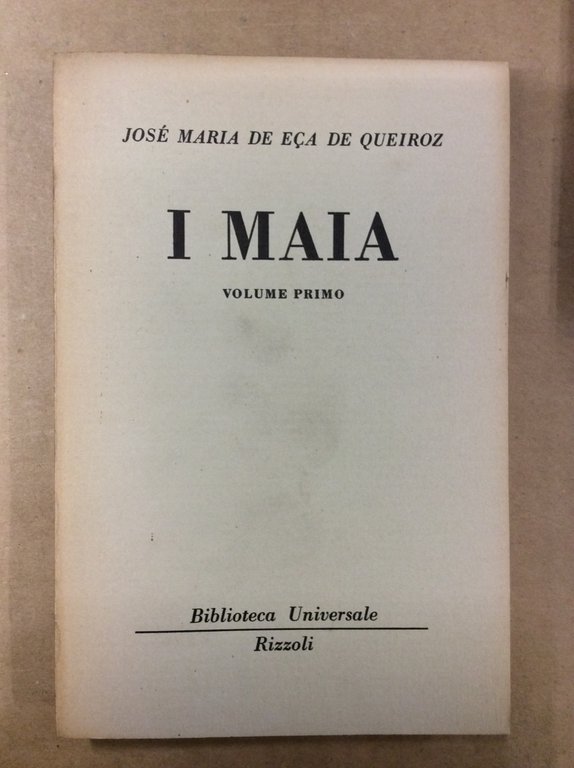 JOSÉ MARIA DE EÇA DE QUEIROZ
I MAIA
VOLUME PRIMO
Biblioteca Universale
Rizzoli